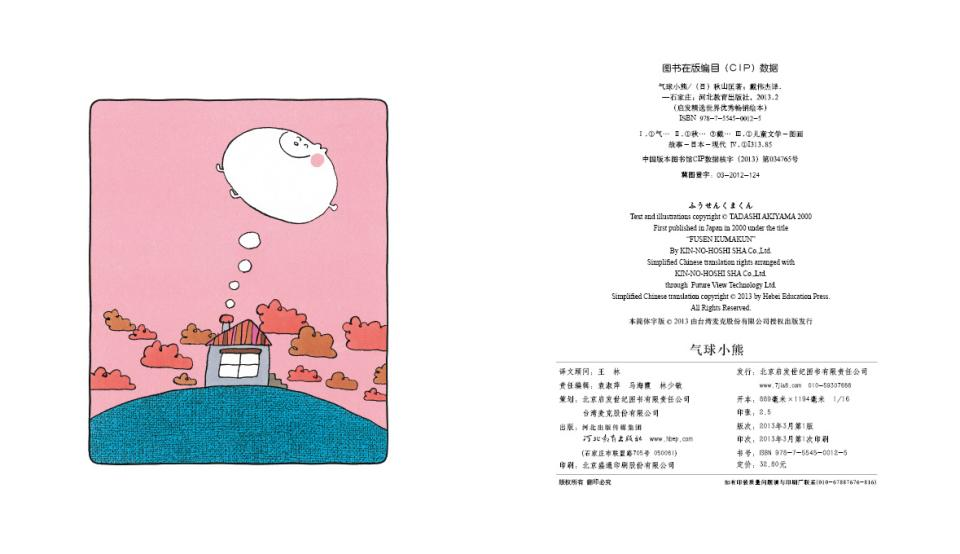 图书在版编目（CIP）数据
气球小熊/（日）秋山匡著；戴伟杰译.
—石家庄：河北教育出版社，2013.2
（启发精选世界优秀畅销绘本）
ISBN 978-7-5545-0012-5
Ⅰ.①气… Ⅱ.①秋… ②戴… Ⅲ.①儿童文学－图画
故事－日本－现代 Ⅳ.①I313.85
中国版本图书馆CIP数据核字（2013）第034765号
冀图登字：03-2012-124
ふうせんくまくん
Text and illustrations copyright © TADASHI AKIYAMA 2000
First published in Japan in 2000 under the title
"FUSEN KUMAKUN"
By KIN-NO-HOSHI SHA Co.,Ltd.
Simplified Chinese translation rights arranged with
KIN-NO-HOSHI SHA Co.,Ltd.
through Future View Technology Ltd.
Simplified Chinese translation copyright © 2013 by Hebei Education Press.
All Rights Reserved.
本简体字版 © 2013 由台湾麦克股份有限公司授权出版发行
气球小熊
译文顾问：王 林
责任编辑：袁淑萍 马海霞 林少敏
策划：北京启发世纪图书有限责任公司
台湾麦克股份有限公司
出版：河北出版传媒集团
河北教育出版社 www.hbep.com
（石家庄市联盟路705号 050061）
印刷：北京盛通印刷股份有限公司
发行：北京启发世纪图书有限责任公司
www.7jia8.com 010-59307688
开本：889毫米×1194毫米 1/16
印张：2.5
版次：2013年3月第1版
印次：2013年3月第1次印刷
书号：ISBN 978-7-5545-0012-5
定价：32.80元
版权所有 翻印必究
如有印装质量问题请与印刷厂联系(010-67887676-816)